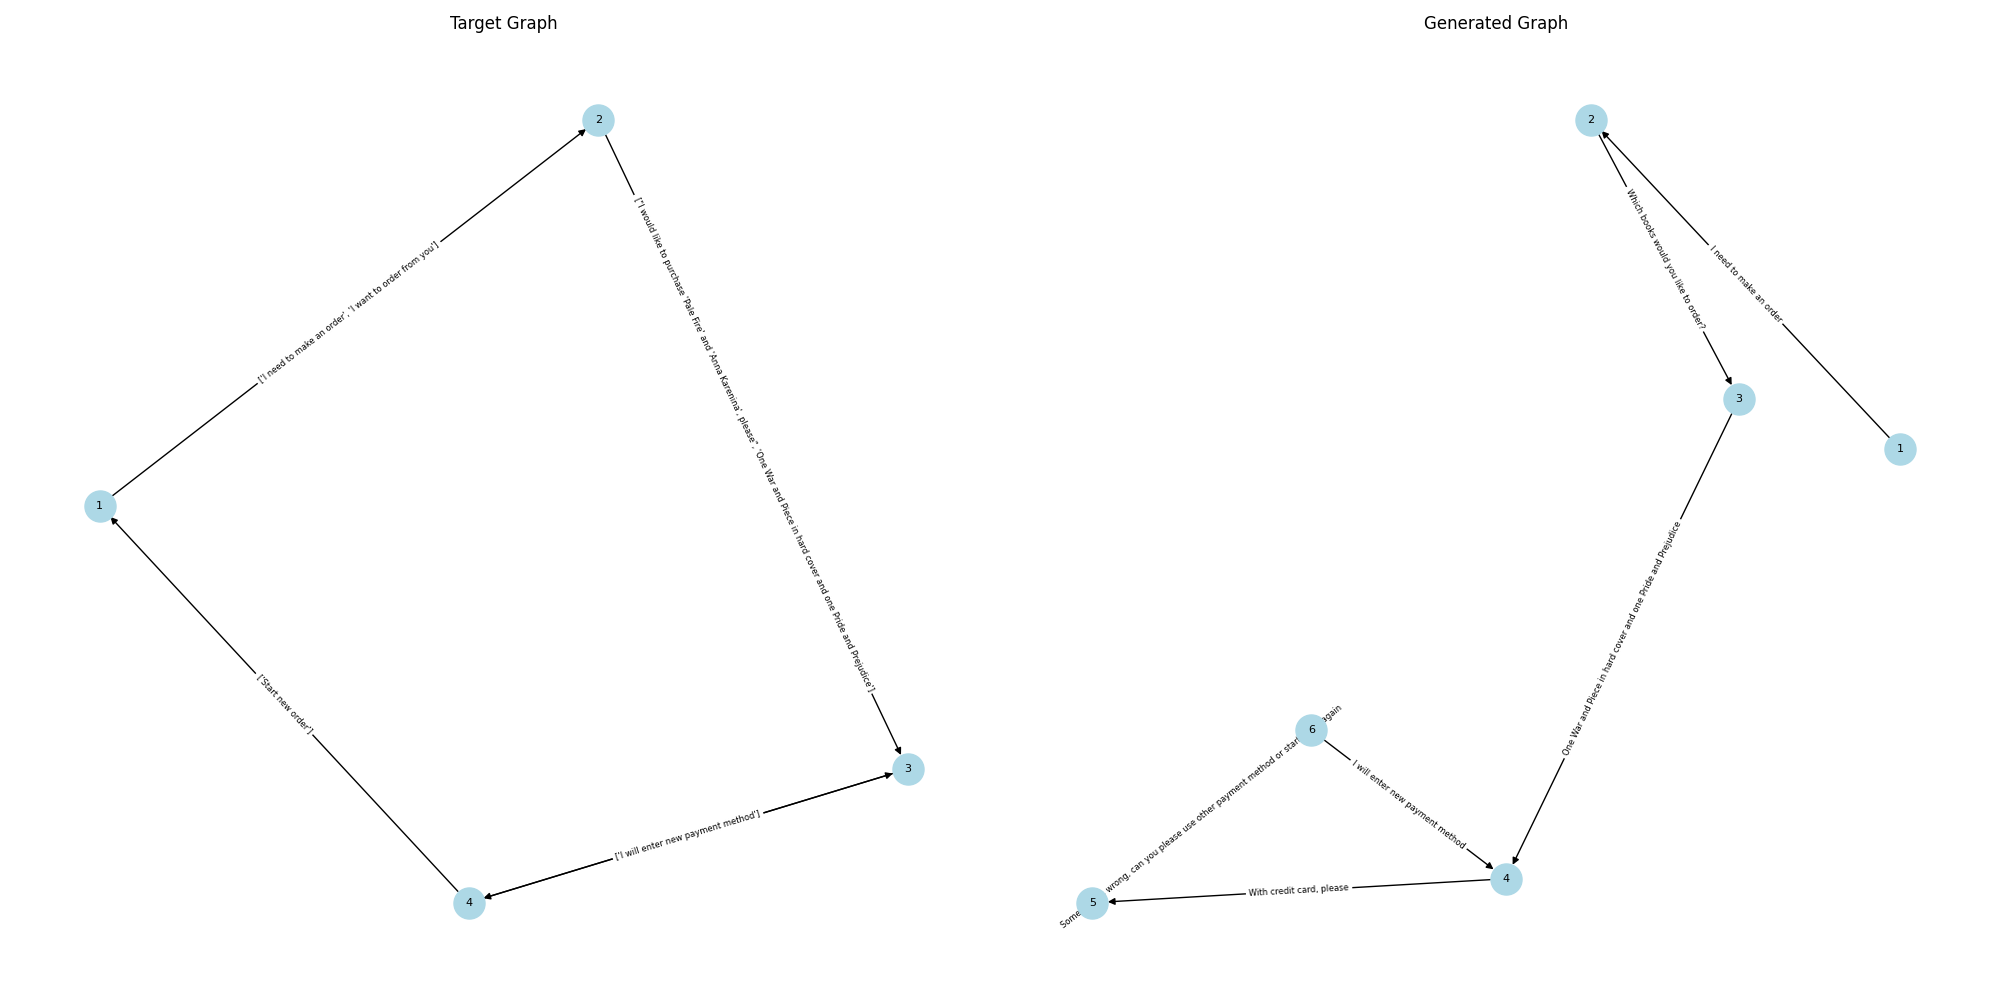 Target Graph
2
['I need to make an order', 'I want to order from you']
["I would like to purchase 'Pale Fire' and 'Anna Karenina', please", 'One War and Piece in hard cover and one Pride and Prejudice']
1
['Start new order']
3
['I will enter new payment method']
4
Generated Graph
2
Which books would you like to order?
I need to make an order
3
1
One War and Piece in hard cover and one Pride and Prejudice
6
Some wrong, can you please use other payment method or start again
I will enter new payment method
4
With credit card, please
5